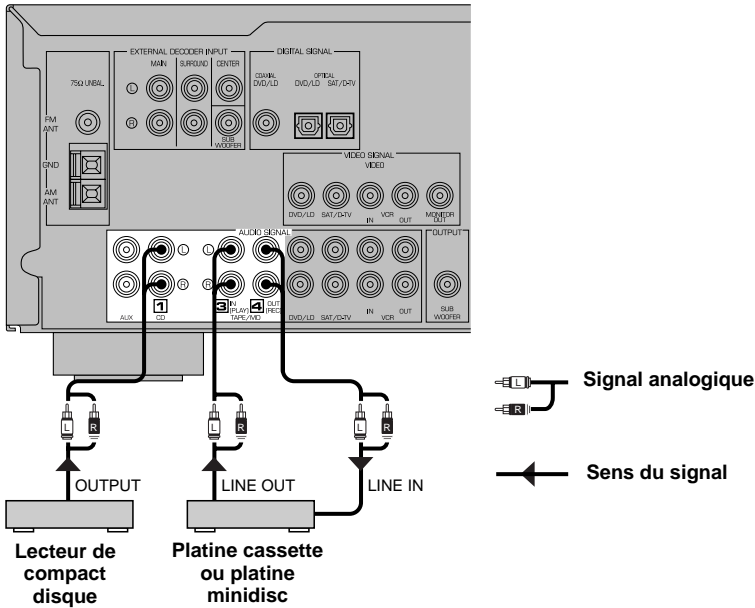 EXTERNAL DECODER INPUT
DIGITAL SIGNAL
MAIN
SURROUND
CENTER
COAXIAL
OPTICAL
75Ω UNBAL.
DVD/LD
DVD/LD
SAT/D-TV
L
R
FM
ANT
SUB
WOOFER
GND
AM
ANT
VIDEO SIGNAL
VIDEO
DVD/LD
SAT/D-TV
IN
VCR
OUT
MONITOR
OUT
AUDIO SIGNAL
OUTPUT
L
L
R
R
1
3
IN
(PLAY)
4
OUT
(REC)
AUX
CD
TAPE/MD
DVD/LD
SAT/D-TV
IN
VCR
OUT
SUB
WOOFER
L
R
L
R
L
R
L
R
Signal analogique
Sens du signal
OUTPUT
LINE OUT
LINE IN
Lecteur de
compact
disque
Platine cassette
ou platine
minidisc